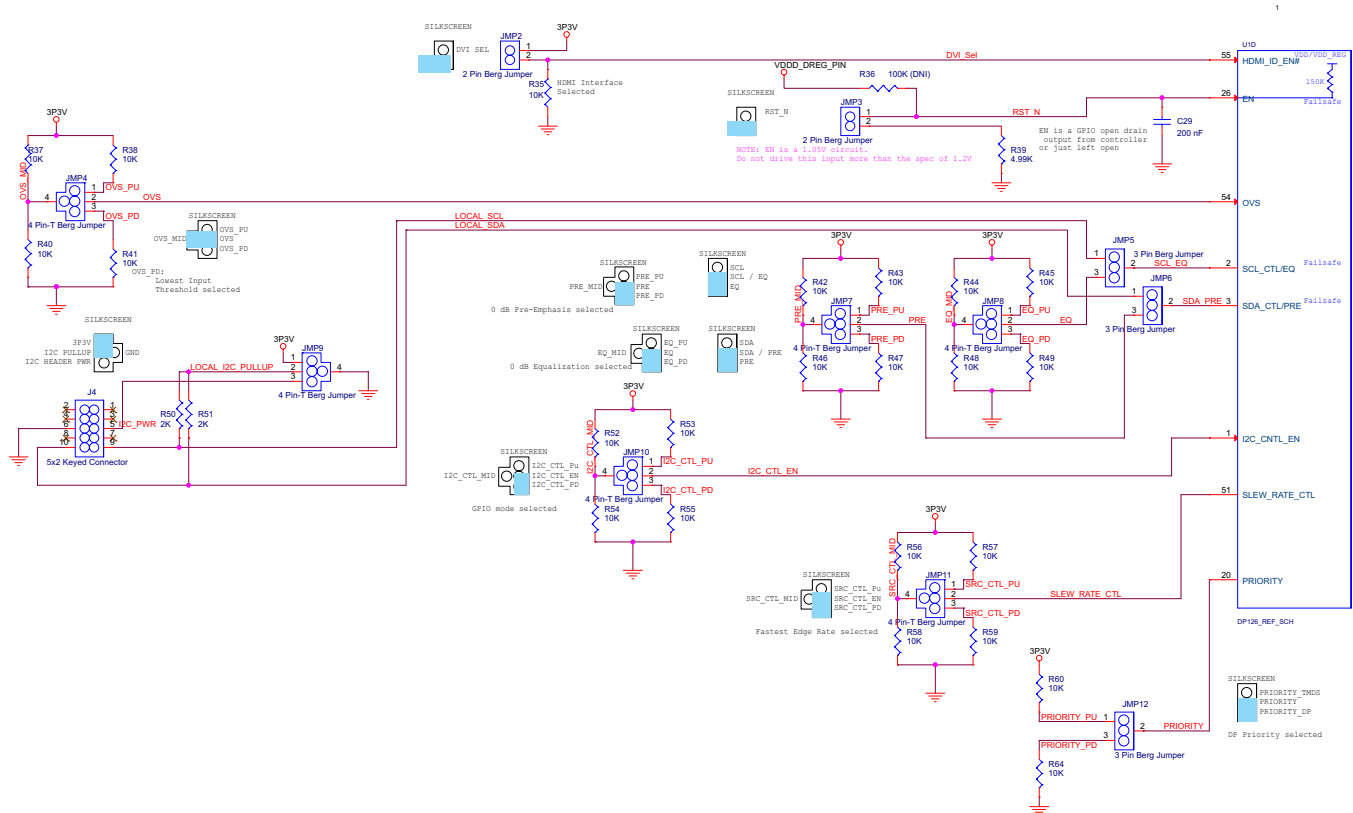 1
SILKSCREEN
DVI SEL
JMP2
1
2
2 Pin Berg Jumper
3P3V
R35
10K
HDMI Interface
Selected
DVI_Sel
55
HDMI_ID_EN#
U1D
VDD/VDD_REG
150K
Failsafe
VDDD_DREG_PIN
R36
100K (DNI)
SILKSCREEN
RST_N
JMP3
1
2
2 Pin Berg Jumper
RST_N
26
EN
NOTE: EN is a 1.05V circuit.
Do not drive this input more than the spec of 1.2V
R39
4.99K
EN is a GPIO open drain
output from controller
or just left open
C29
200 nF
3P3V
R37
10K
R38
10K
OVS_MID
JMP4
4
1
2
3
OVS_PU
OVS
OVS_PD
4 Pin-T Berg Jumper
R40
10K
R41
10K
OVS_PD:
Lowest Input
Threshold selected
SILKSCREEN
OVS_MID
OVS_PU
OVS
OVS_PD
54
OVS
LOCAL_SCL
LOCAL_SDA
JMP5
1
2
3
3 Pin Berg Jumper
SCL_EQ
2
SCL_CTL/EQ
Failsafe
JMP6
1
2
3
3 Pin Berg Jumper
SDA_PRE
3
SDA_CTL/PRE
Failsafe
SILKSCREEN
PRE_MID
PRE_PU
PRE
PRE_PD
0 dB Pre-Emphasis selected
SILKSCREEN
SCL
SCL / EQ
EQ
SILKSCREEN
EQ_MID
EQ_PU
EQ
EQ_PD
0 dB Equalization selected
SILKSCREEN
SDA
SDA / PRE
PRE
3P3V
R42
10K
R43
10K
PRE_MID
JMP7
4
1
2
3
PRE_PU
PRE
PRE_PD
4 Pin-T Berg Jumper
R46
10K
R47
10K
3P3V
R44
10K
R45
10K
EQ_MID
JMP8
4
1
2
3
EQ_PU
EQ
EQ_PD
4 Pin-T Berg Jumper
R48
10K
R49
10K
SILKSCREEN
3P3V
I2C PULLUP
I2C HEADER PWR
GND
3P3V
JMP9
1
2
3
4
LOCAL_I2C_PULLUP
4 Pin-T Berg Jumper
J4
2
4
6
8
10
1
3
5
7
9
I2C_PWR
5x2 Keyed Connector
R50
2K
R51
2K
3P3V
R52
10K
R53
10K
I2C_CTL_MID
JMP10
4
1
2
3
I2C_CTL_PU
I2C_CTL_EN
I2C_CTL_PD
4 Pin-T Berg Jumper
R54
10K
R55
10K
SILKSCREEN
I2C_CTL_MID
I2C_CTL_Pu
I2C_CTL_EN
I2C_CTL_PD
GPIO mode selected
1
I2C_CNTL_EN
51
SLEW_RATE_CTL
3P3V
R56
10K
R57
10K
SRC_CTL_MID
JMP11
4
1
2
3
SRC_CTL_PU
SLEW_RATE_CTL
SRC_CTL_PD
4 Pin-T Berg Jumper
R58
10K
R59
10K
SILKSCREEN
SRC_CTL_MID
SRC_CTL_Pu
SRC_CTL_EN
SRC_CTL_PD
Fastest Edge Rate selected
20
PRIORITY
DP126_REF_SCH
3P3V
R60
10K
PRIORITY_PU
JMP12
1
2
3
PRIORITY
PRIORITY_PD
3 Pin Berg Jumper
R64
10K
SILKSCREEN
PRIORITY_TMDS
PRIORITY
PRIORITY_DP
DP Priority selected